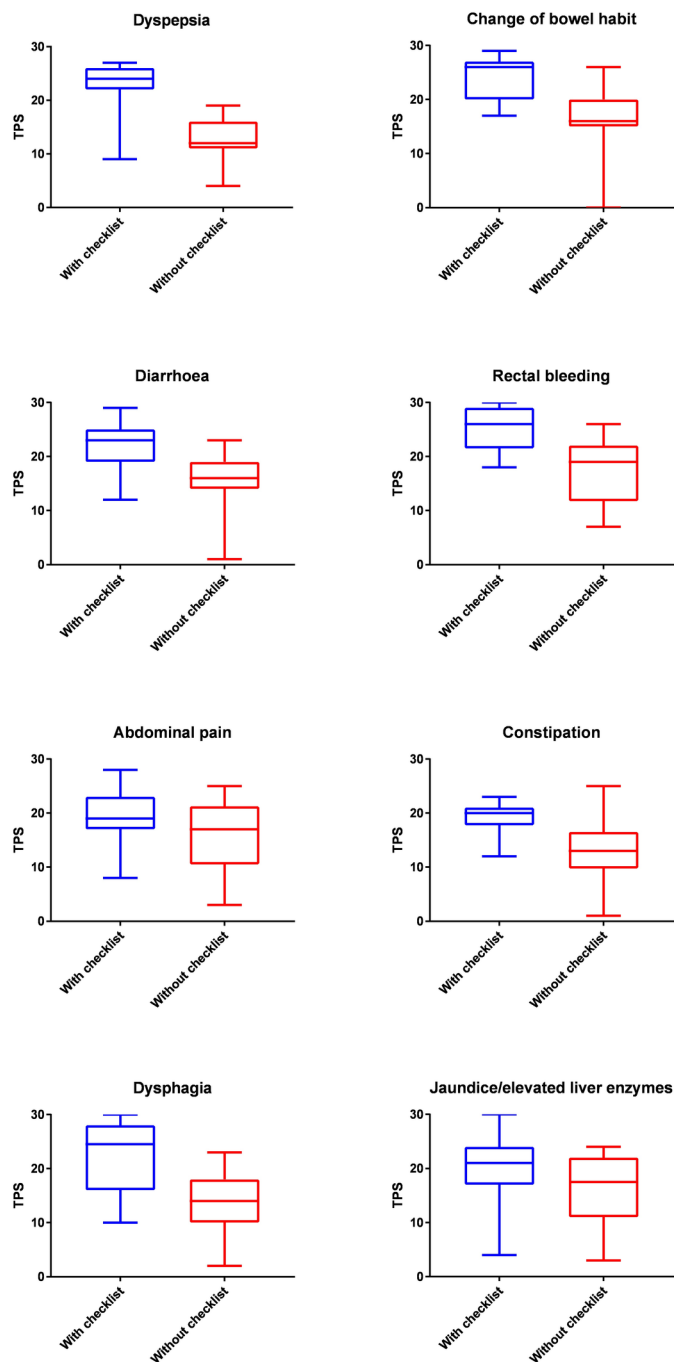 Dyspepsia
30
20
10
0
TPS
With checklist
Without checklist
Change of bowel habit
30
20
10
0
TPS
With checklist
Without checklist
Diarrhoea
30
20
10
0
TPS
With checklist
Without checklist
Rectal bleeding
30
20
10
0
TPS
With checklist
Without checklist
Abdominal pain
30
20
10
0
TPS
With checklist
Without checklist
Constipation
30
20
10
0
TPS
With checklist
Without checklist
Dysphagia
30
20
10
0
TPS
With checklist
Without checklist
Jaundice/elevated liver enzymes
30
20
10
0
TPS
With checklist
Without checklist